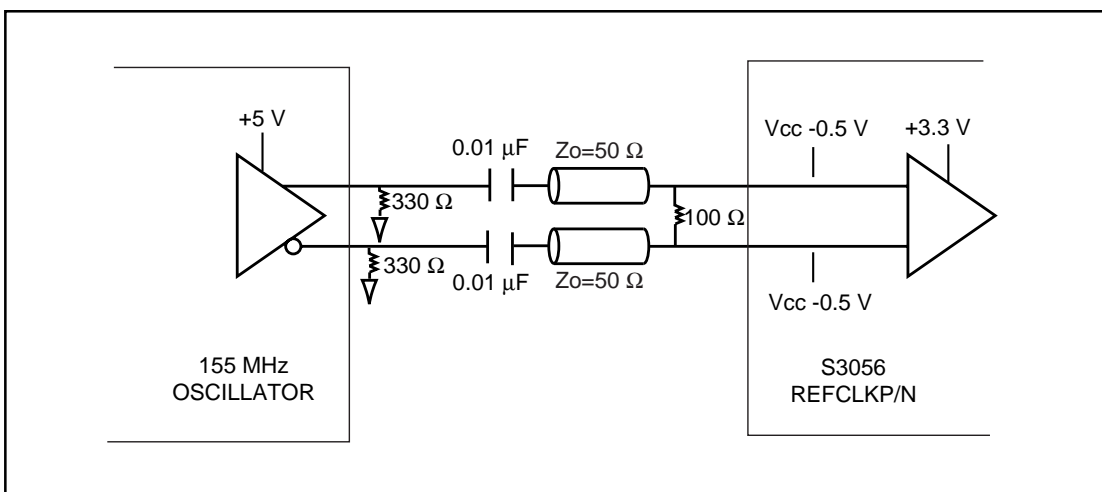 +5 V
0.01 μF
Zo=50 Ω
Vcc -0.5 V
+3.3 V
330 Ω
100 Ω
330 Ω
0.01 μF
Zo=50 Ω
Vcc -0.5 V
155 MHz
OSCILLATOR
S3056
REFCLKP/N